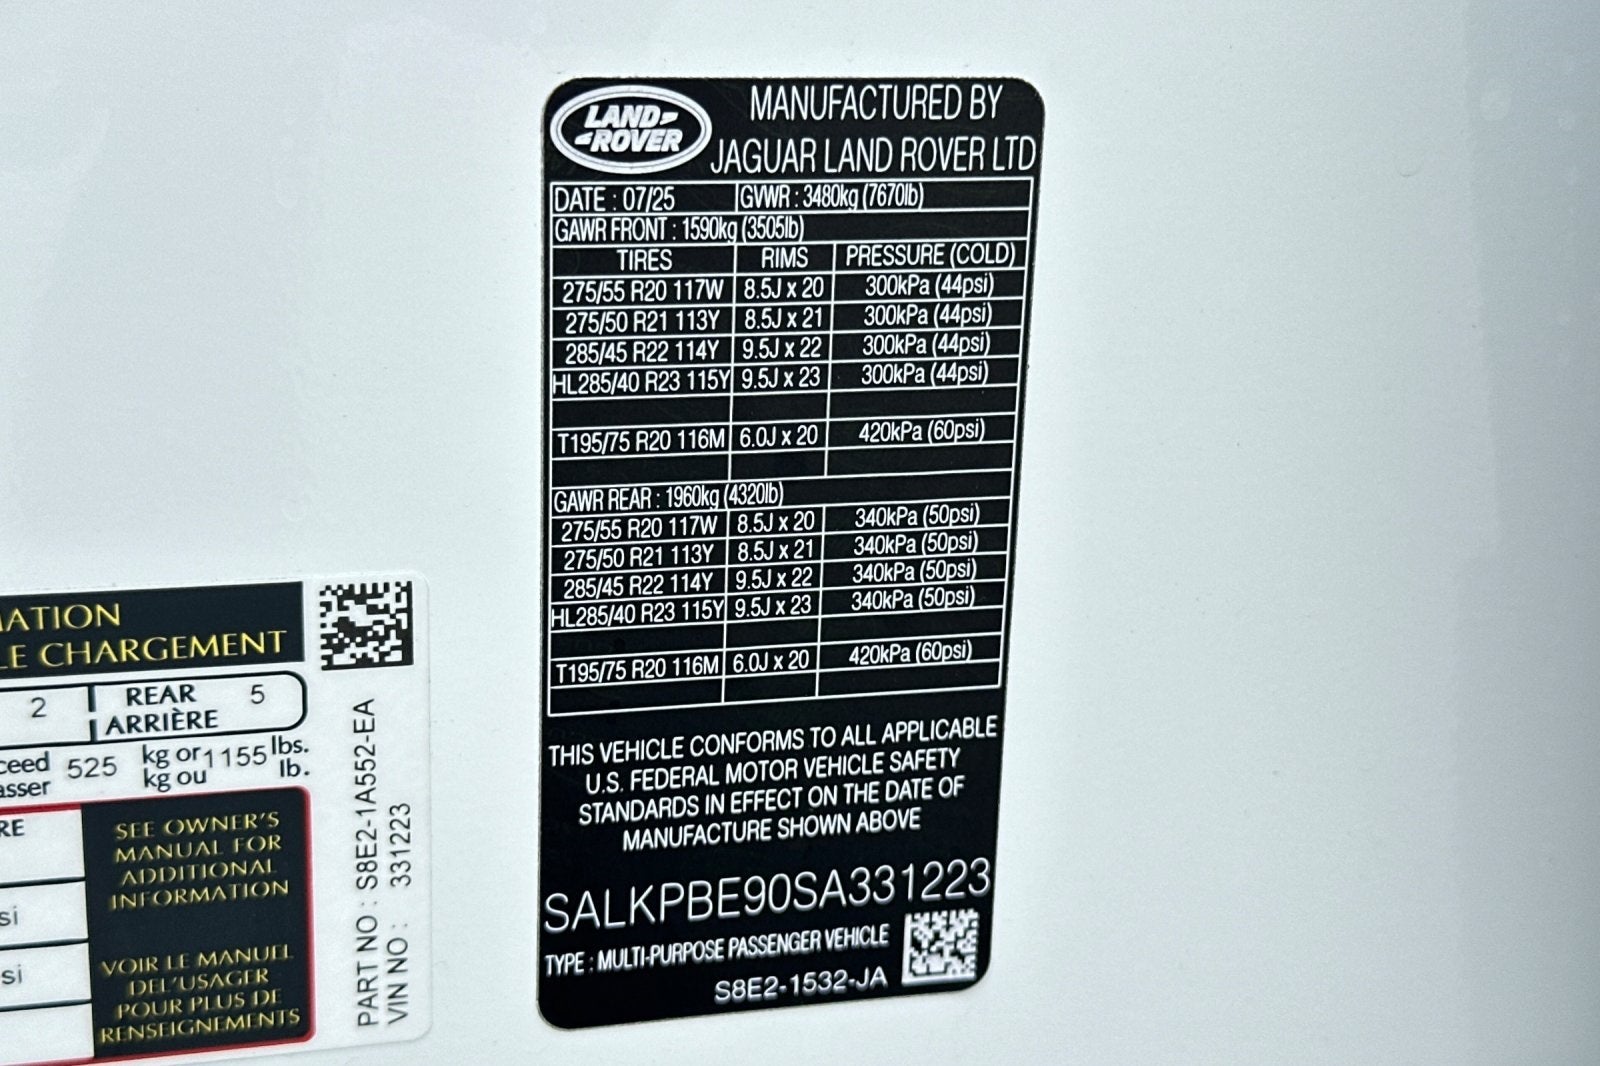 LAND
ROVER
MANUFACTURED BY
JAGUAR LAND ROVER LTD
DATE : 07/25 GVWR : 3480kg (7670lb)
GAWR FRONT : 1590kg (3505lb)
TIRES RIMS PRESSURE (COLD)
275/55 R20 117W 8.5J x 20 300kPa (44psi)
275/50 R21 113Y 8.5J x 21 300kPa (44psi)
285/45 R22 114Y 9.5J x 22 300kPa (44psi)
HL285/40 R23 115Y 9.5J x 23 300kPa (44psi)
T195/75 R20 116M 6.0J x 20 420kPa (60psi)
GAWR REAR : 1960kg (4320lb)
275/55 R20 117W 8.5J x 20 340kPa (50psi)
275/50 R21 113Y 8.5J x 21 340kPa (50psi)
285/45 R22 114Y 9.5J x 22 340kPa (50psi)
HL285/40 R23 115Y 9.5J x 23 340kPa (50psi)
T195/75 R20 116M 6.0J x 20 420kPa (60psi)
THIS VEHICLE CONFORMS TO ALL APPLICABLE
U.S. FEDERAL MOTOR VEHICLE SAFETY
STANDARDS IN EFFECT ON THE DATE OF
MANUFACTURE SHOWN ABOVE
SALKPBE90SA331223
TYPE : MULTI-PURPOSE PASSENGER VEHICLE
S8E2-1532-JA
MATION
LE CHARGEMENT
2 REAR 5
ARRIÈRE
ceed 525 kg or 1155 lbs.
asser kg ou lb.
RE
SEE OWNER'S
MANUAL FOR
ADDITIONAL
INFORMATION
si
si
VOIR LE MANUEL
DEL'USAGER
POUR PLUS DE
RENSEIGNEMENTS
PART NO : S8E2-1A552-EA
VIN NO : 331223